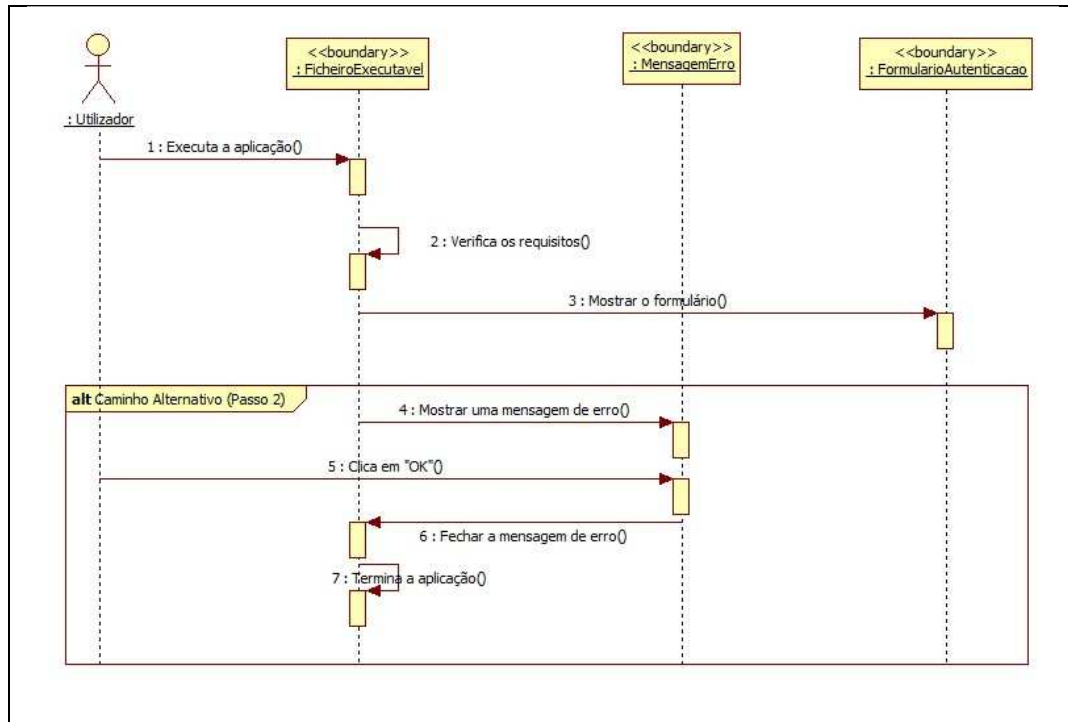 <<boundary>>
: FicheiroExecutavel
<<boundary>>
: MensagemErro
<<boundary>>
: FormularioAutenticacao
: Utilizador
1 : Executa a aplicação()
2 : Verifica os requisitos()
3 : Mostrar o formulário()
alt Caminho Alternativo (Passo 2)
4 : Mostrar uma mensagem de erro()
5 : Clica em "OK"()
6 : Fechar a mensagem de erro()
7 : Termina a aplicação()